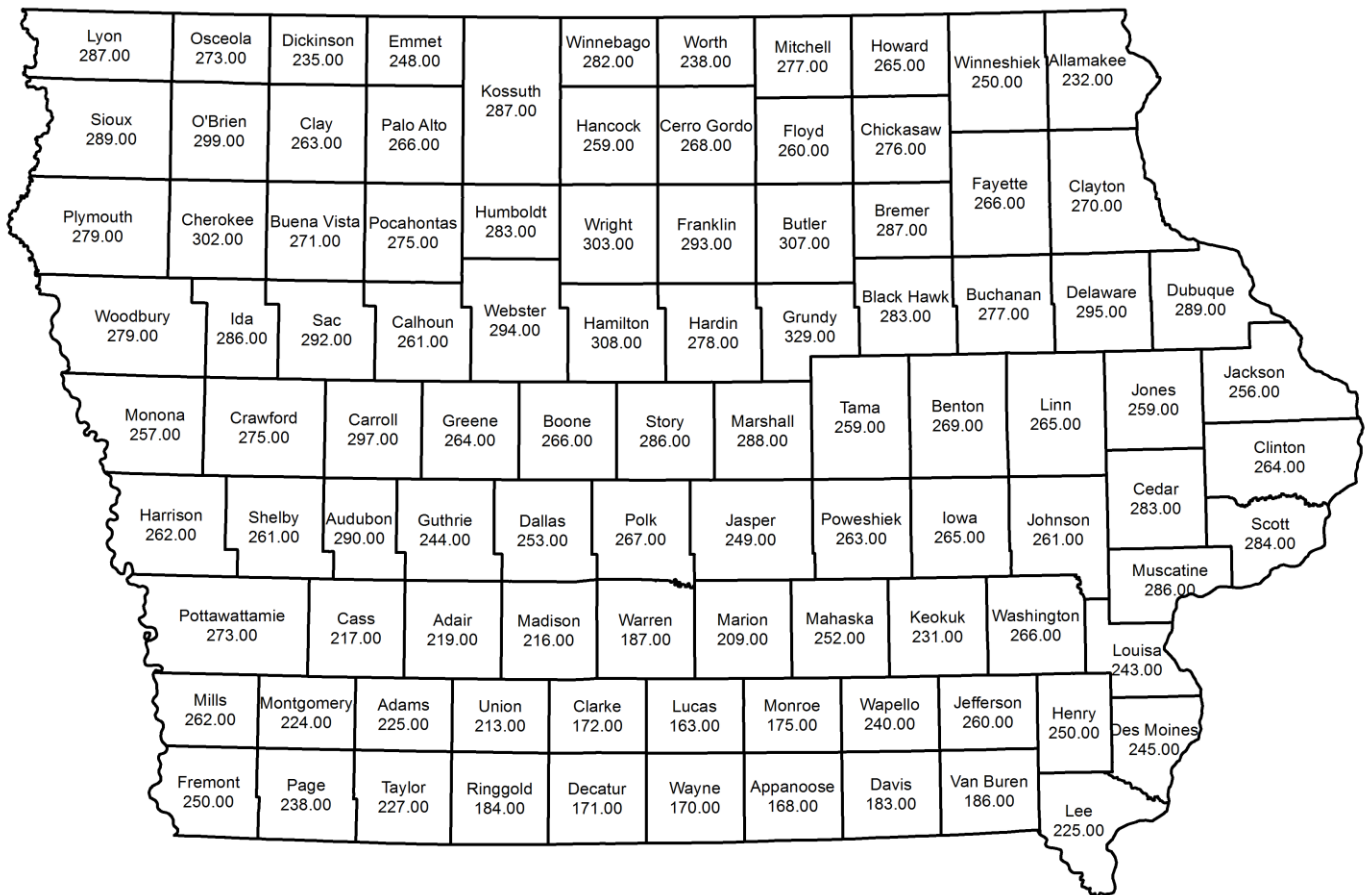 Lyon
287.00
Osceola
273.00
Dickinson
235.00
Emmet
248.00
Kossuth
287.00
Winnebago
282.00
Worth
238.00
Mitchell
277.00
Howard
265.00
Winneshiek
250.00
Allamakee
232.00
Sioux
289.00
O'Brien
299.00
Clay
263.00
Palo Alto
266.00
Hancock
259.00
Cerro Gordo
268.00
Floyd
260.00
Chickasaw
276.00
Fayette
266.00
Clayton
270.00
Plymouth
279.00
Cherokee
302.00
Buena Vista
271.00
Pocahontas
275.00
Humboldt
283.00
Wright
303.00
Franklin
293.00
Butler
307.00
Bremer
287.00
Woodbury
279.00
Ida
286.00
Sac
292.00
Calhoun
261.00
Webster
294.00
Hamilton
308.00
Hardin
278.00
Grundy
329.00
Black Hawk
283.00
Buchanan
277.00
Delaware
295.00
Dubuque
289.00
Monona
257.00
Crawford
275.00
Carroll
297.00
Greene
264.00
Boone
266.00
Story
286.00
Marshall
288.00
Tama
259.00
Benton
269.00
Linn
265.00
Jones
259.00
Jackson
256.00
Clinton
264.00
Harrison
262.00
Shelby
261.00
Audubon
290.00
Guthrie
244.00
Dallas
253.00
Polk
267.00
Jasper
249.00
Poweshiek
263.00
Iowa
265.00
Johnson
261.00
Cedar
283.00
Scott
284.00
Muscatine
286.00
Pottawattamie
273.00
Cass
217.00
Adair
219.00
Madison
216.00
Warren
187.00
Marion
209.00
Mahaska
252.00
Keokuk
231.00
Washington
266.00
Louisa
243.00
Mills
262.00
Montgomery
224.00
Adams
225.00
Union
213.00
Clarke
172.00
Lucas
163.00
Monroe
175.00
Wapello
240.00
Jefferson
260.00
Henry
250.00
Des Moines
245.00
Fremont
250.00
Page
238.00
Taylor
227.00
Ringgold
184.00
Decatur
171.00
Wayne
170.00
Appanoose
168.00
Davis
183.00
Van Buren
186.00
Lee
225.00